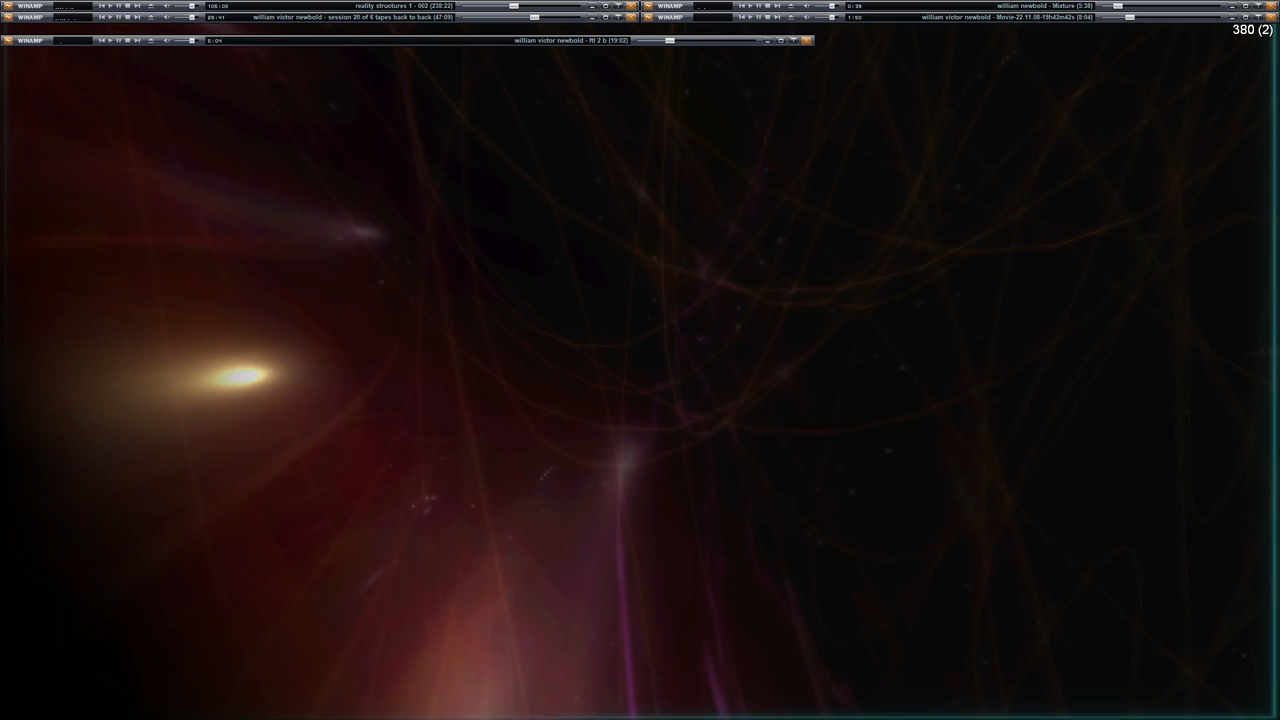 WINAMP 105:05 reality structures 1 - 002 (238:22)
WINAMP 0:39 william newbold - Mixture (5:38)
WINAMP 29:41 william victor newbold - session 20 of 6 tapes back to back (47:09)
WINAMP 1:50 william victor newbold - Movie-22.11.08-19h42m42s (8:04)
380 (2)
WINAMP 5:04 william victor newbold - ftl 2 b (19:02)